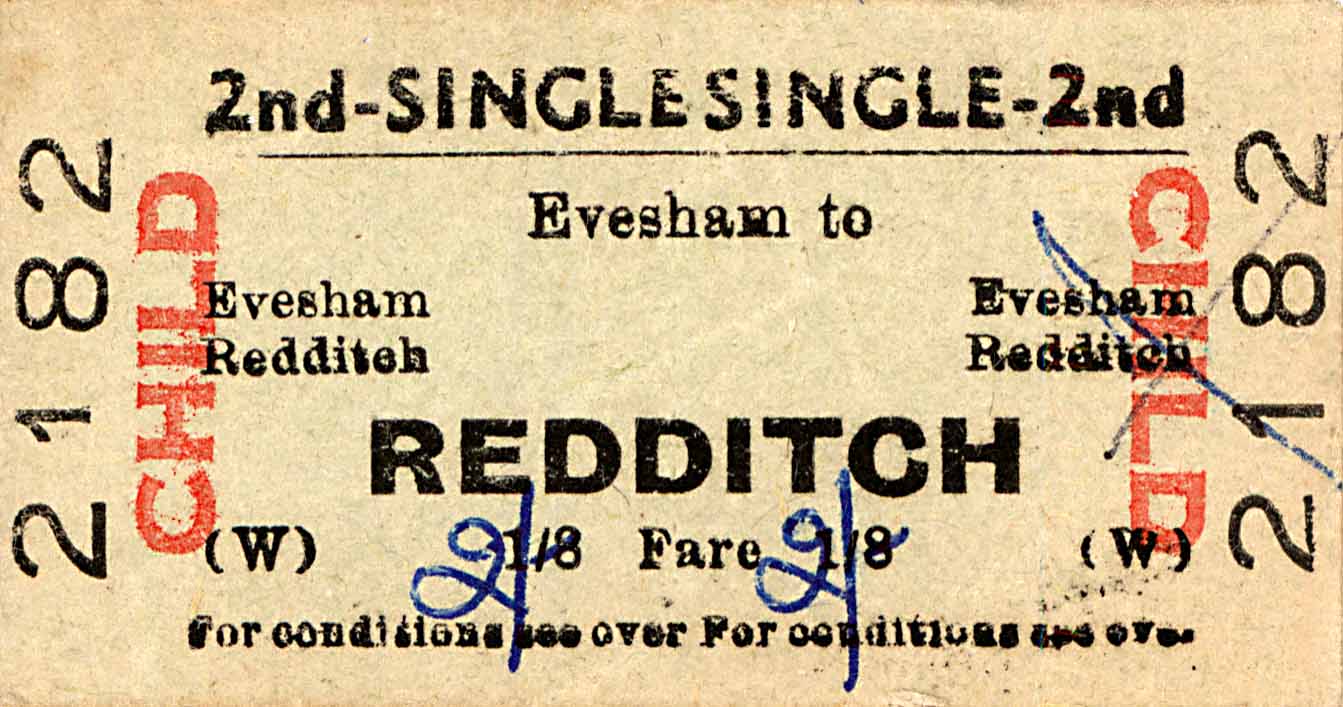 2nd-SINGLE SINGLE-2nd
Evesham to
Evesham Evesham
Redditch Redditch
REDDITCH
(W) 1/8 Fare 1/8 (W)
2/ 2/
For conditions see over For conditions see over
CHILD
CHILD
2182
2182